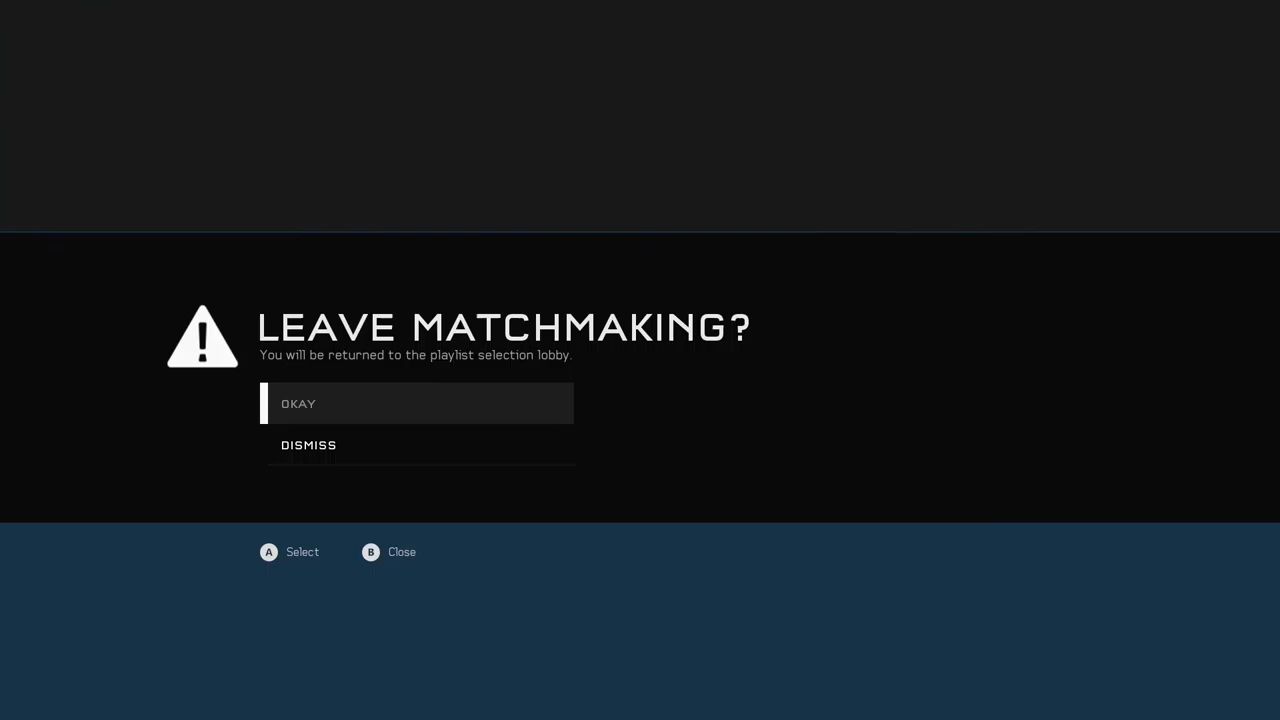 LEAVE MATCHMAKING?
You will be returned to the playlist selection lobby.
OKAY
DISMISS
A Select B Close